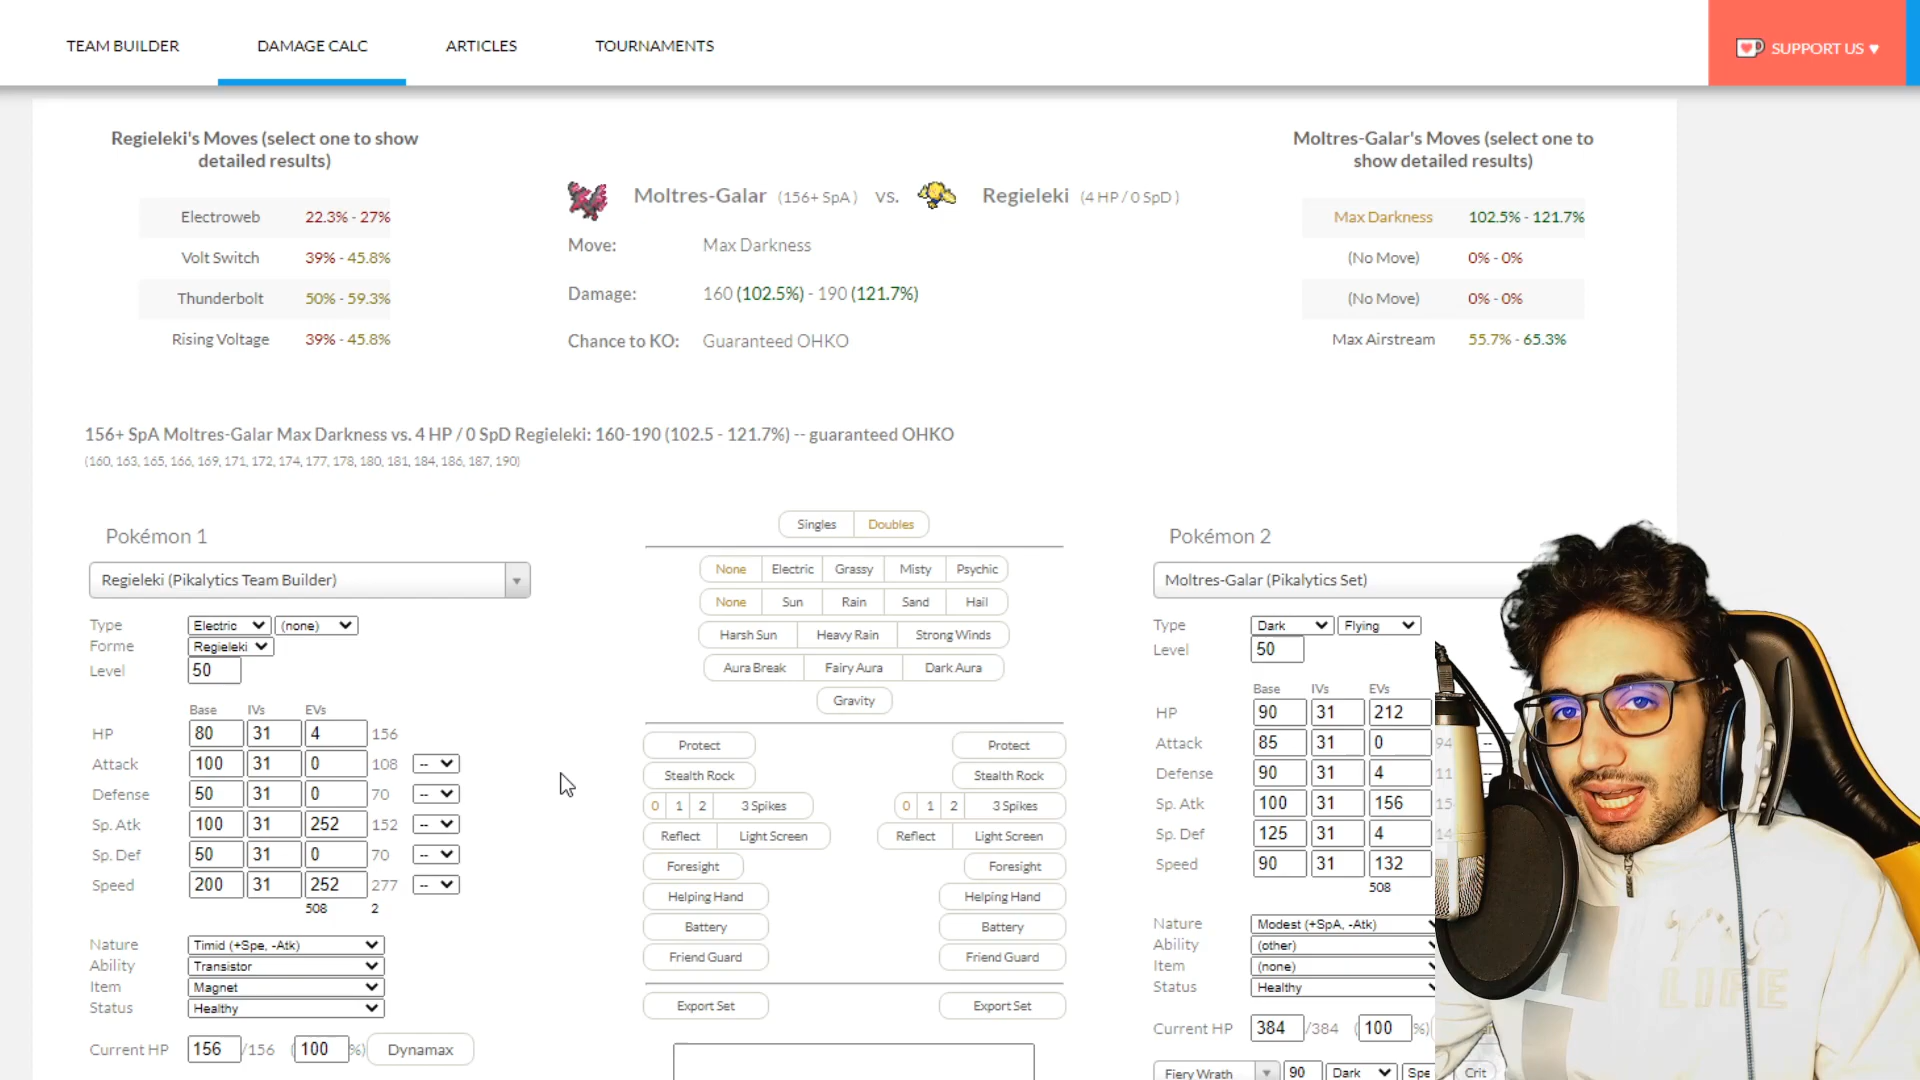 TEAM BUILDER DAMAGE CALC ARTICLES TOURNAMENTS SUPPORT US ♥
Regieleki's Moves (select one to show
detailed results)
Electroweb 22.3% - 27%
Volt Switch 39% - 45.8%
Thunderbolt 50% - 59.3%
Rising Voltage 39% - 45.8%
Moltres-Galar (156+ SpA) VS. Regieleki (4 HP / 0 SpD)
Move: Max Darkness
Damage: 160 (102.5%) - 190 (121.7%)
Chance to KO: Guaranteed OHKO
Moltres-Galar's Moves (select one to
show detailed results)
Max Darkness 102.5% - 121.7%
(No Move) 0% - 0%
(No Move) 0% - 0%
Max Airstream 55.7% - 65.3%
156+ SpA Moltres-Galar Max Darkness vs. 4 HP / 0 SpD Regieleki: 160-190 (102.5 - 121.7%) -- guaranteed OHKO
(160, 163, 165, 166, 169, 171, 172, 174, 177, 178, 180, 181, 184, 186, 187, 190)
Pokémon 1
Regieleki (Pikalytics Team Builder)
Type Electric (none)
Forme Regieleki
Level 50
Base IVs EVs
HP 80 31 4 156
Attack 100 31 0 108 --
Defense 50 31 0 70 --
Sp. Atk 100 31 252 152 --
Sp. Def 50 31 0 70 --
Speed 200 31 252 277 --
508 2
Nature Timid (+Spe, -Atk)
Ability Transistor
Item Magnet
Status Healthy
Current HP 156 /156 ( 100 %) Dynamax
Singles Doubles
None Electric Grassy Misty Psychic
None Sun Rain Sand Hail
Harsh Sun Heavy Rain Strong Winds
Aura Break Fairy Aura Dark Aura
Gravity
Protect Protect
Stealth Rock Stealth Rock
0 1 2 3 Spikes 0 1 2 3 Spikes
Reflect Light Screen Reflect Light Screen
Foresight Foresight
Helping Hand Helping Hand
Battery Battery
Friend Guard Friend Guard
Export Set Export Set
Pokémon 2
Moltres-Galar (Pikalytics Set)
Type Dark Flying
Level 50
Base IVs EVs
HP 90 31 212
Attack 85 31 0 94 --
Defense 90 31 4
Sp. Atk 100 31 156
Sp. Def 125 31 4
Speed 90 31 132
508
Nature Modest (+SpA, -Atk)
Ability (other)
Item (none)
Status Healthy
Current HP 384 /384 ( 100 %)
Fiery Wrath 90 Dark Spe Crit
LIFE